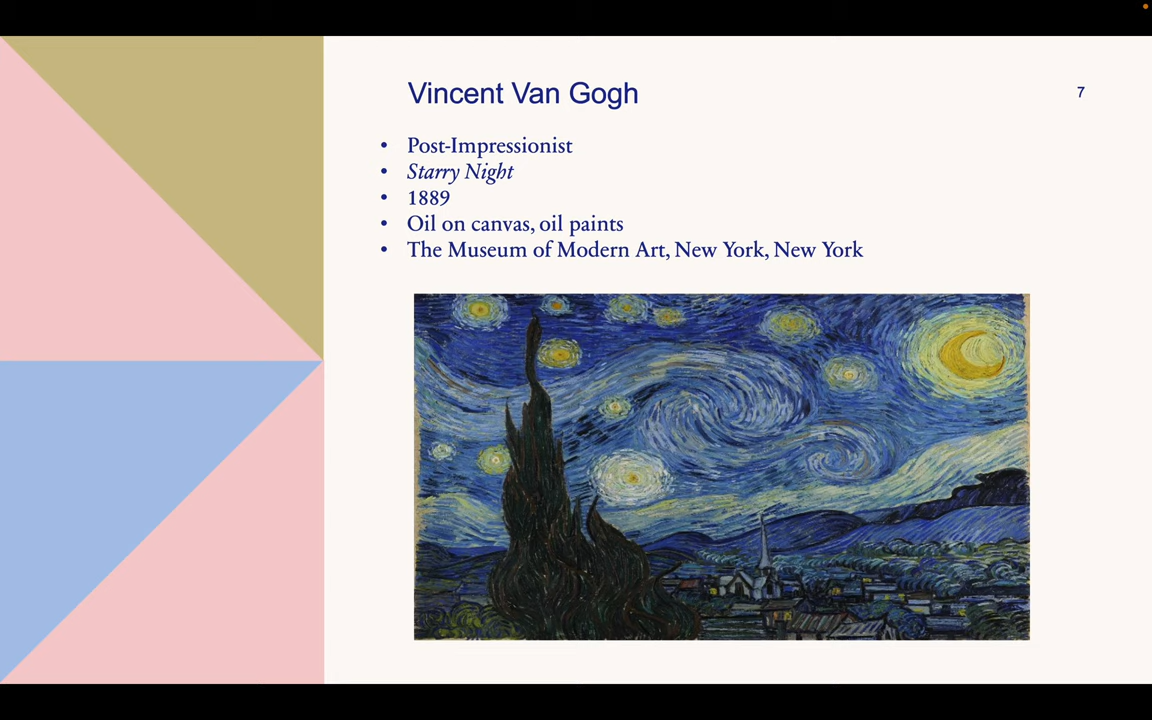 Vincent Van Gogh
7
• Post-Impressionist
• Starry Night
• 1889
• Oil on canvas, oil paints
• The Museum of Modern Art, New York, New York